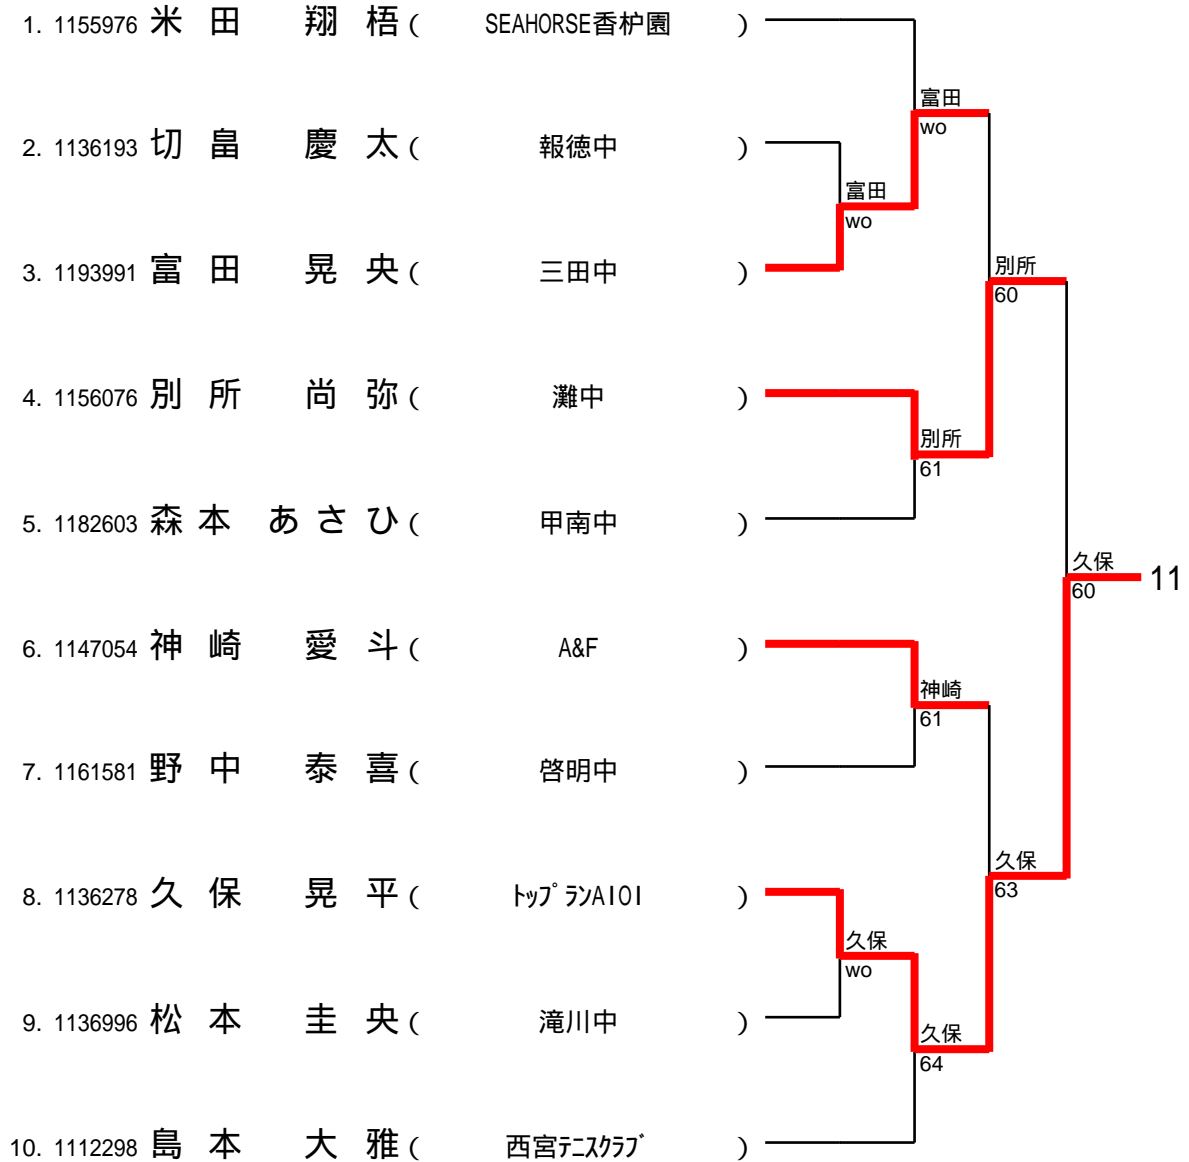 1. 1155976 米田 翔梧 ( SEAHORSE香枦園 )
富田
wo
2. 1136193 切畠 慶太 ( 報徳中 )
富田
wo
3. 1193991 富田 晃央 ( 三田中 )
別所
60
4. 1156076 別所 尚弥 ( 灘中 )
別所
61
5. 1182603 森本 あさひ ( 甲南中 )
久保
60 11
6. 1147054 神崎 愛斗 ( A&F )
神崎
61
7. 1161581 野中 泰喜 ( 啓明中 )
久保
63
8. 1136278 久保 晃平 ( ﾄｯﾌﾟﾗﾝAIOI )
久保
wo
9. 1136996 松本 圭央 ( 滝川中 )
久保
64
10. 1112298 島本 大雅 ( 西宮ﾃﾆｽｸﾗﾌﾞ )